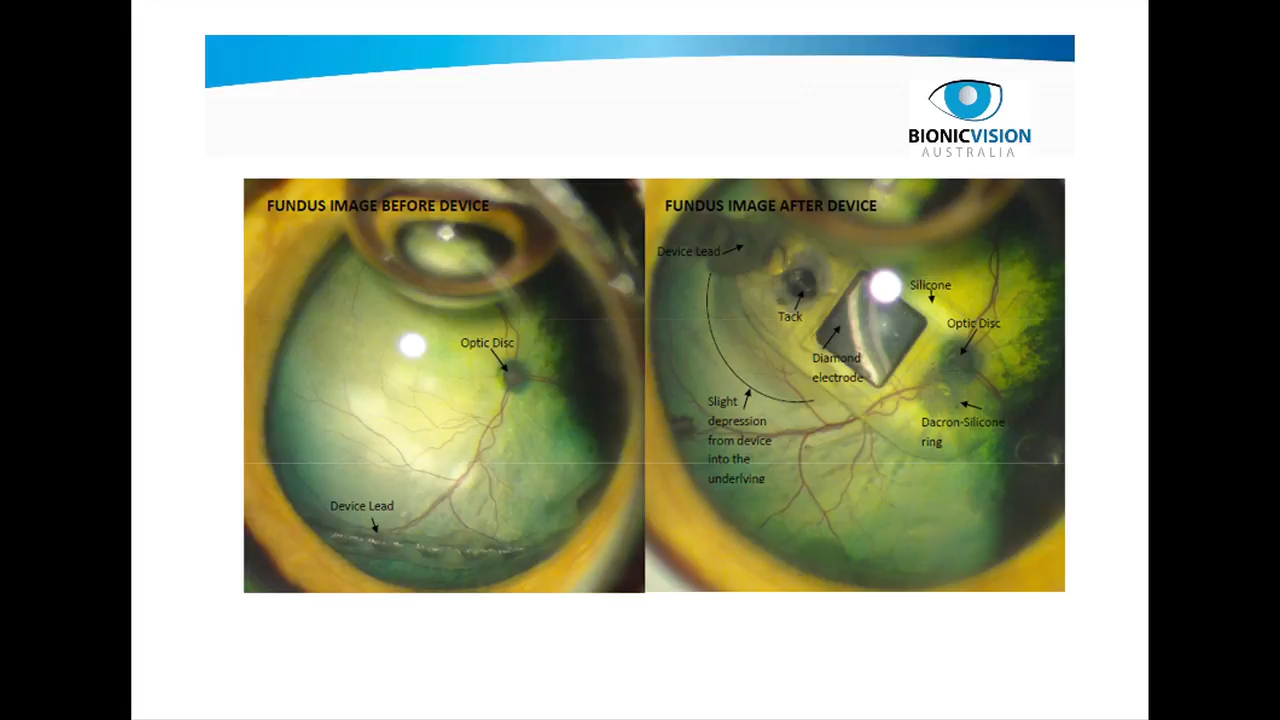 BIONICVISION
AUSTRALIA
FUNDUS IMAGE BEFORE DEVICE
Optic Disc
Device Lead
FUNDUS IMAGE AFTER DEVICE
Device Lead
Tack
Silicone
Optic Disc
Diamond
electrode
Slight
depression
from device
into the
underlying
Dacron-Silicone
ring